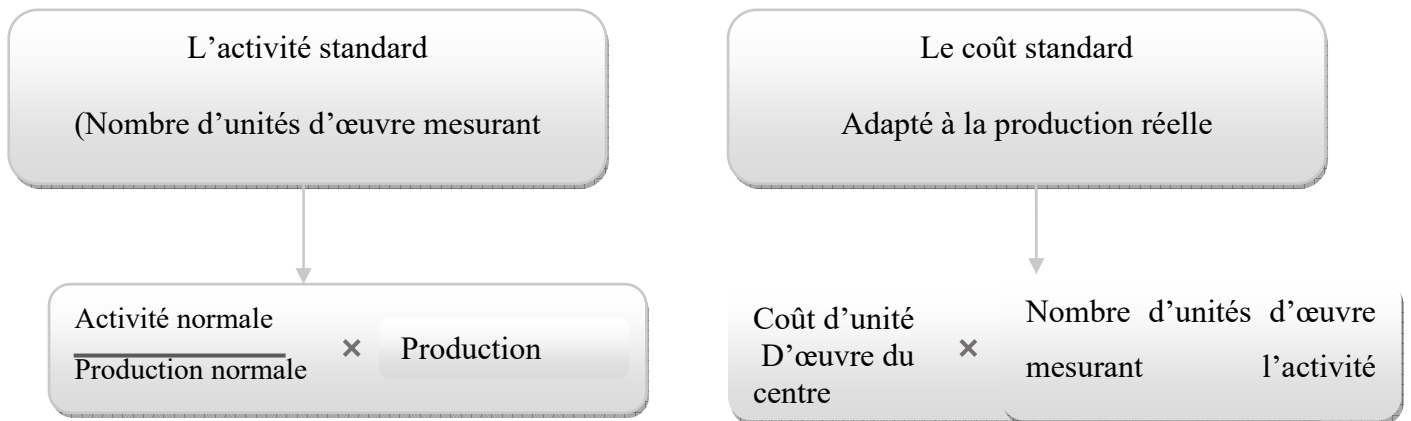 L’activité standard
(Nombre d’unités d’œuvre mesurant
Le coût standard
Adapté à la production réelle
Activité normale
Production normale
×
Production
Coût d’unité
D’œuvre du
centre
×
Nombre d’unités d’œuvre
mesurant l’activité